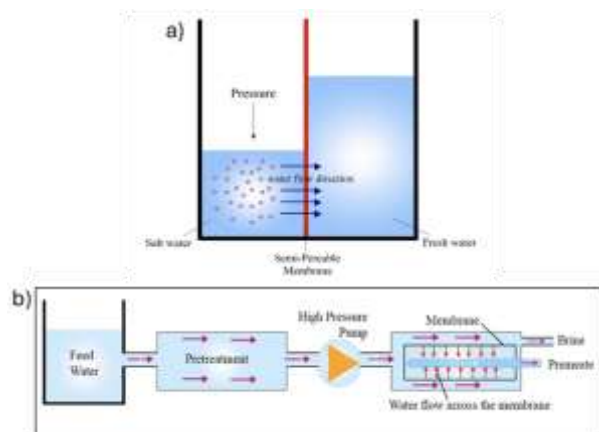 a)
Pressure
water flow direction
Salt water
Fresh water
Semi-Permeable
Membrane
b)
High Pressure
Pump
Membrane
Feed
Water
Pretreatment
Brine
Permeate
Water flow across the membrane